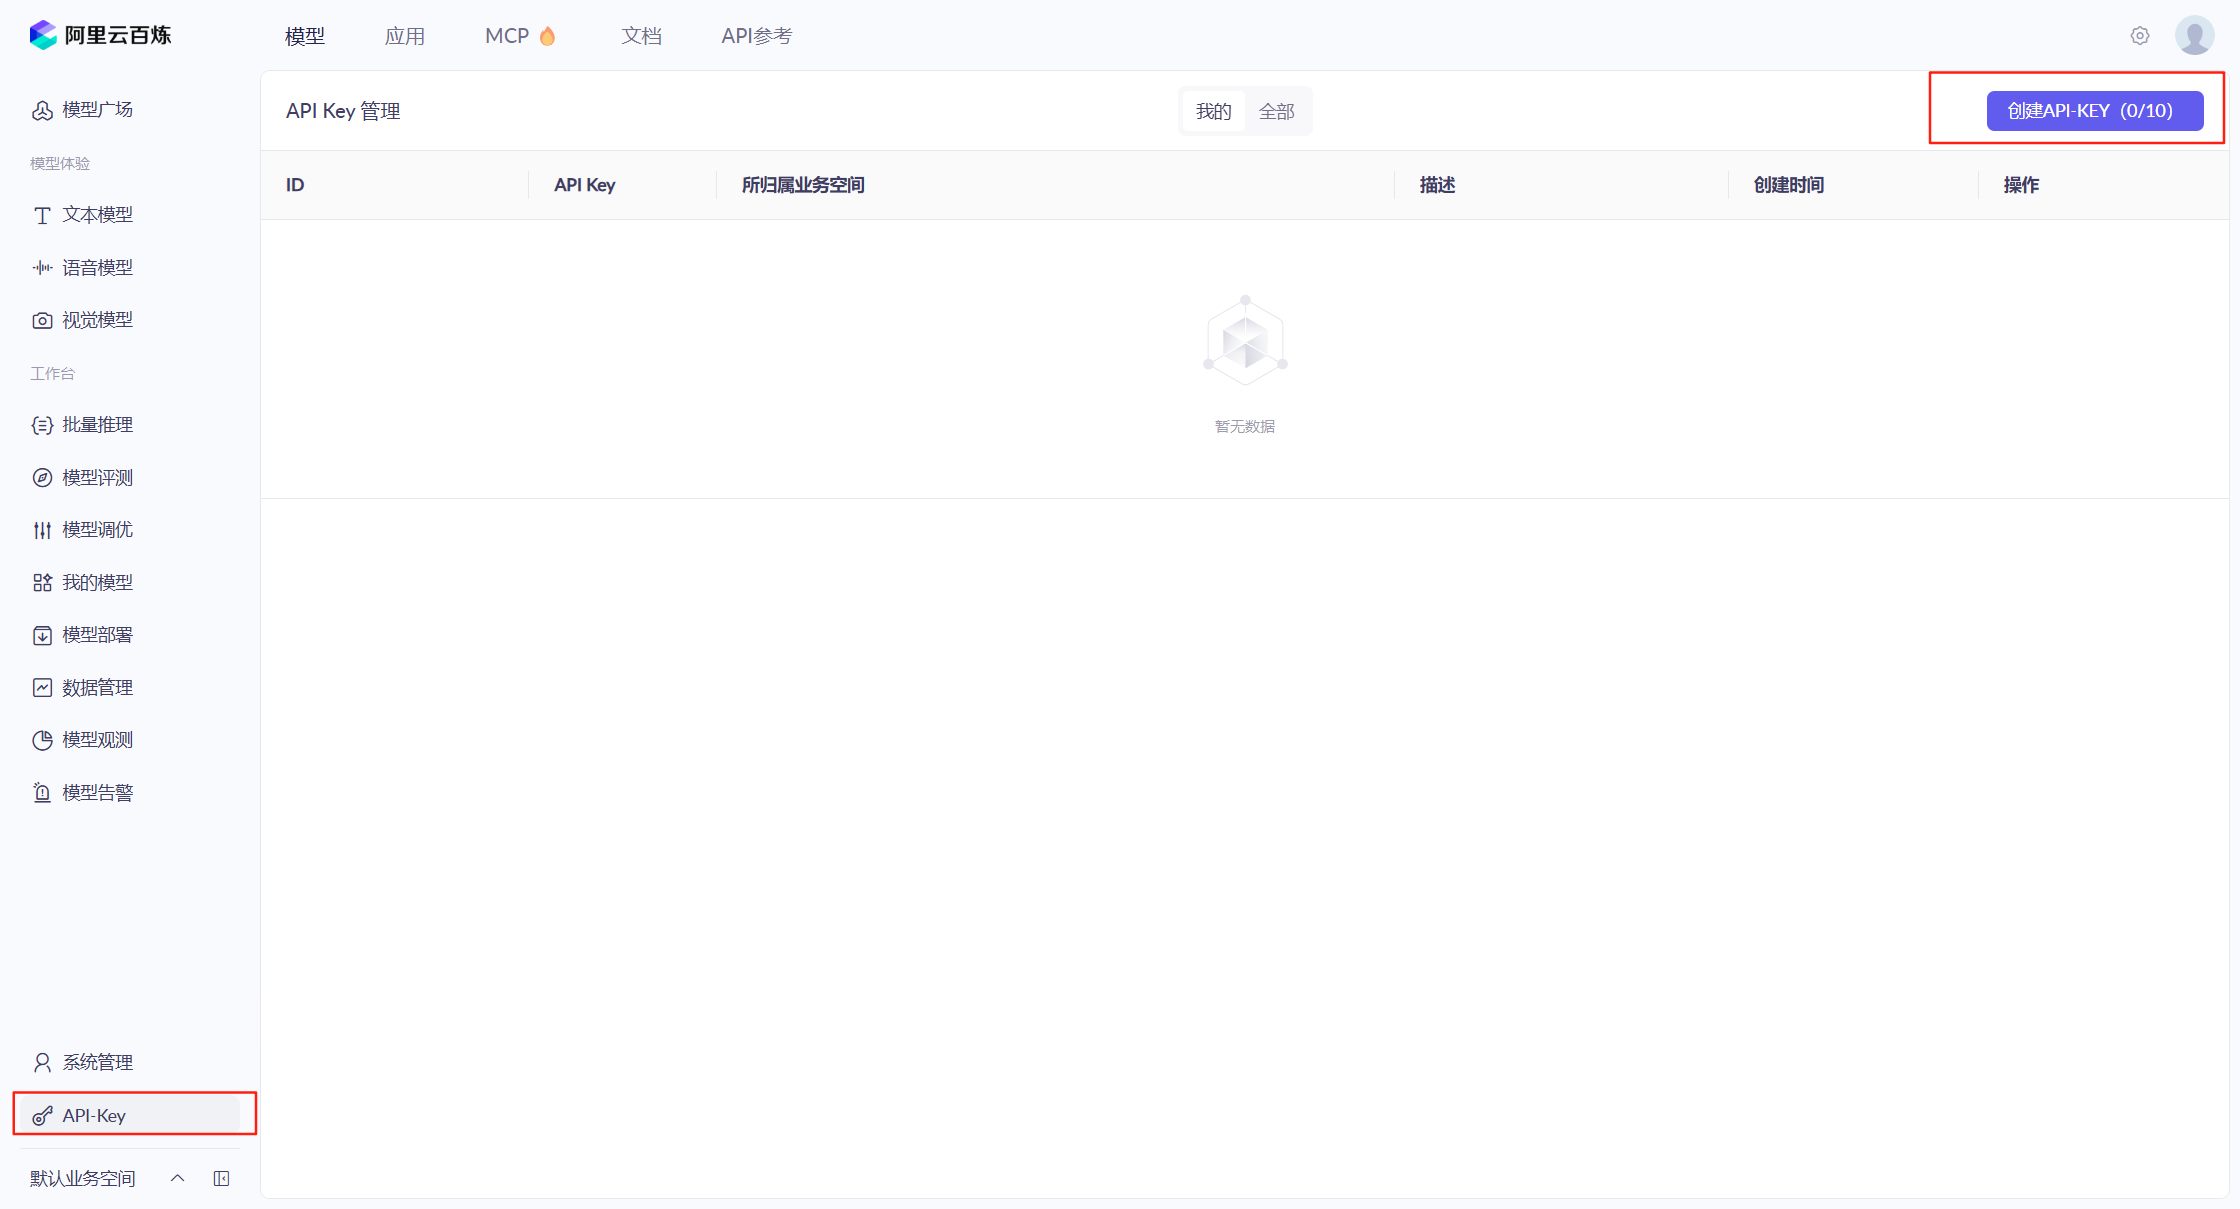 阿里云百炼
模型 应用 MCP 文档 API参考
模型广场
模型体验
文本模型
语音模型
视觉模型
工作台
批量推理
模型评测
模型调优
我的模型
模型部署
数据管理
模型观测
模型告警
系统管理
API-Key
默认业务空间
API Key 管理
我的 全部
创建API-KEY（0/10）
ID API Key 所归属业务空间 描述 创建时间 操作
暂无数据